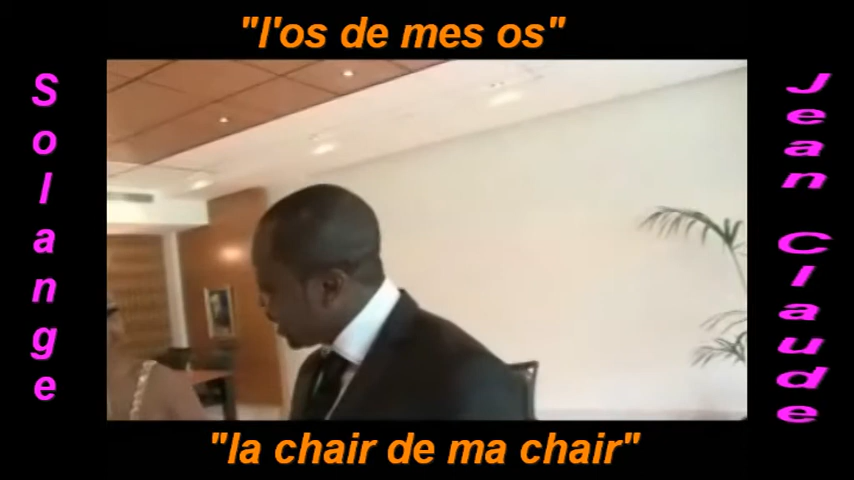 "l'os de mes os"
Solange
Jean Claude
"la chair de ma chair"